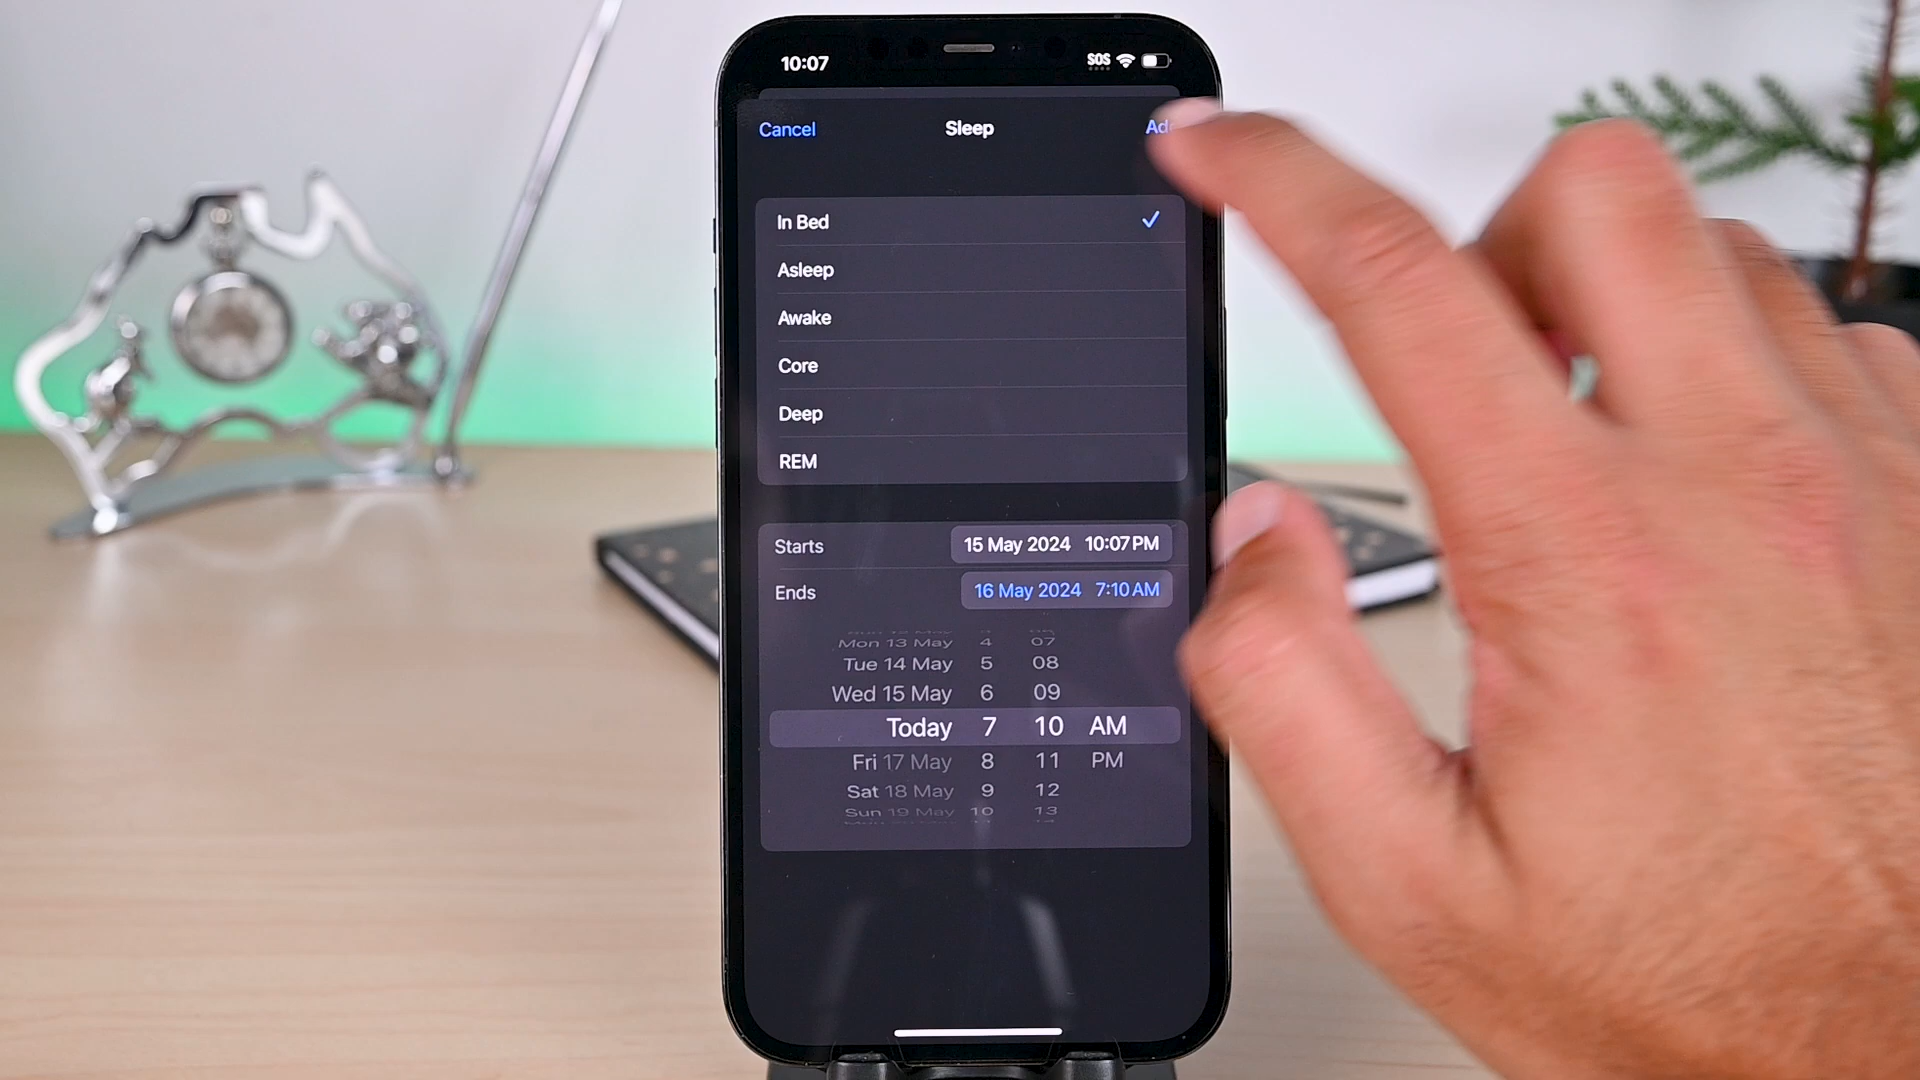 10:07 SOS
Cancel Sleep Add
In Bed
Asleep
Awake
Core
Deep
REM
Starts 15 May 2024 10:07 PM
Ends 16 May 2024 7:10 AM
Mon 13 May 4 07
Tue 14 May 5 08
Wed 15 May 6 09
Today 7 10 AM
Fri 17 May 8 11 PM
Sat 18 May 9 12
Sun 19 May 10 13